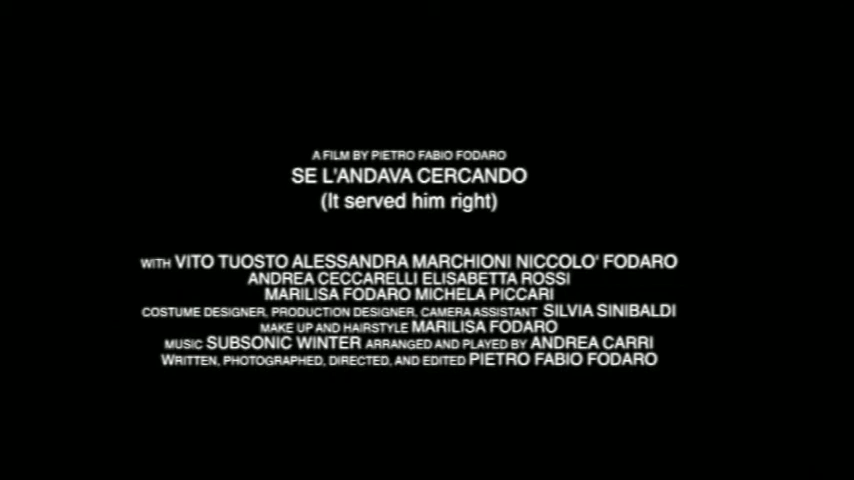 A FILM BY PIETRO FABIO FODARO
SE L'ANDAVA CERCANDO
(It served him right)
WITH VITO TUOSTO ALESSANDRA MARCHIONI NICCOLO' FODARO
ANDREA CECCARELLI ELISABETTA ROSSI
MARILISA FODARO MICHELA PICCARI
COSTUME DESIGNER, PRODUCTION DESIGNER, CAMERA ASSISTANT SILVIA SINIBALDI
MAKE UP AND HAIRSTYLE MARILISA FODARO
MUSIC SUBSONIC WINTER ARRANGED AND PLAYED BY ANDREA CARRI
WRITTEN, PHOTOGRAPHED, DIRECTED, AND EDITED PIETRO FABIO FODARO